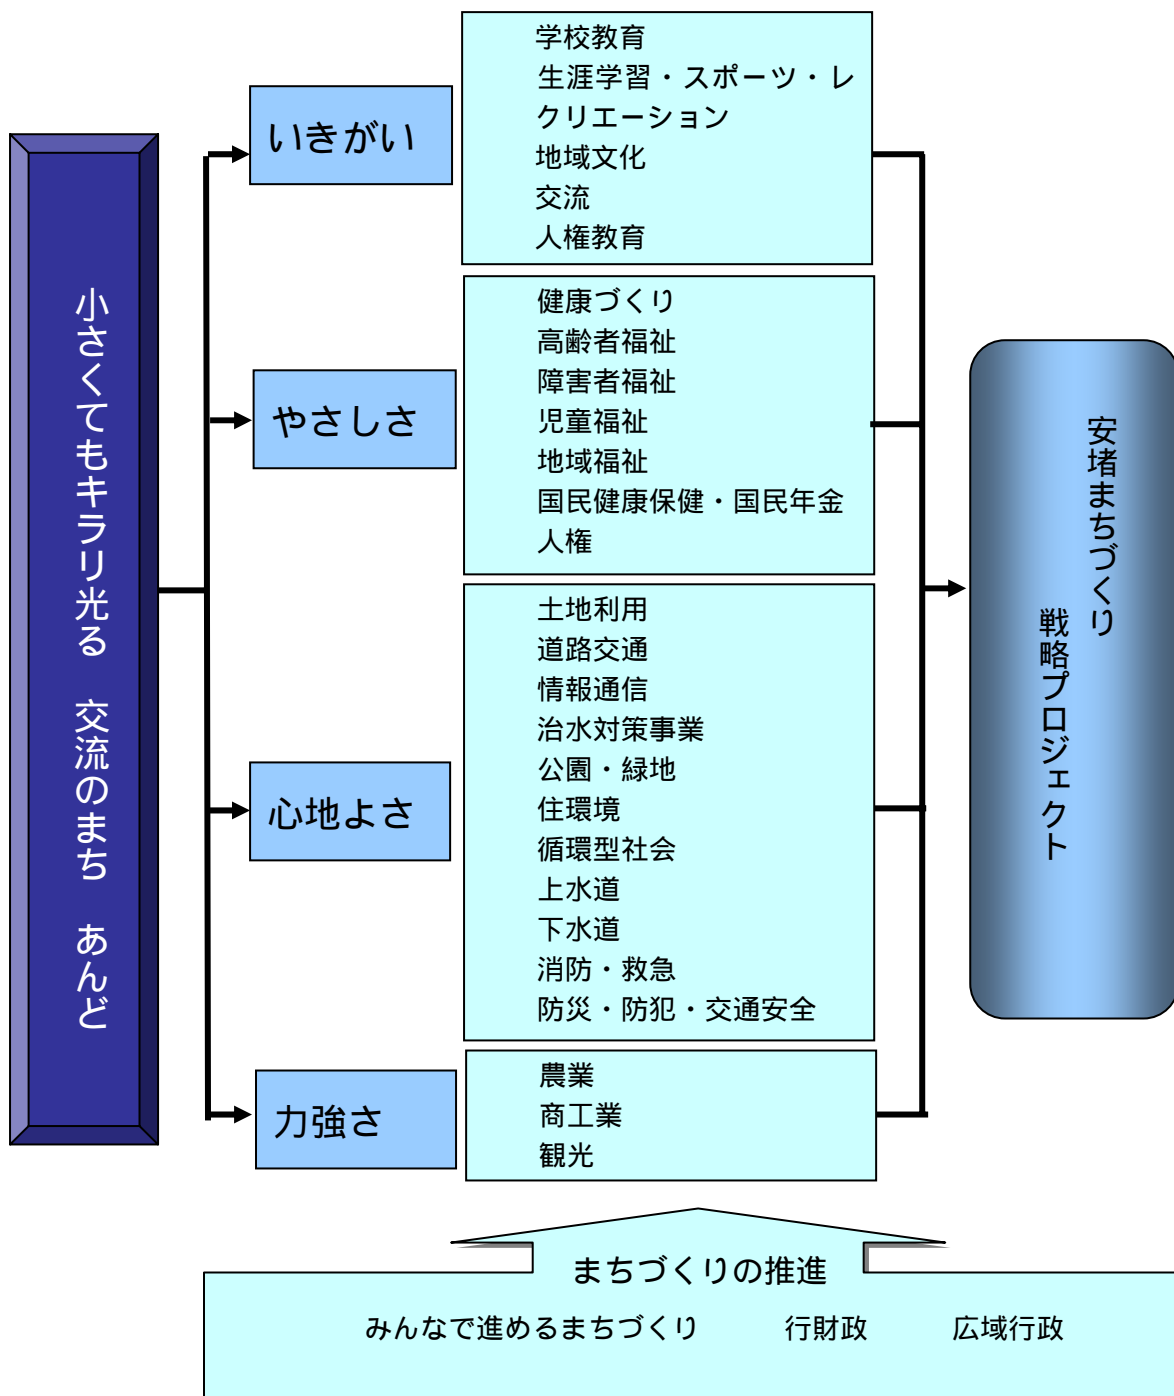 小さくてもキラリ光る　交流のまち　あんど
いきがい
学校教育
生涯学習・スポーツ・レ
クリエーション
地域文化
交流
人権教育
やさしさ
健康づくり
高齢者福祉
障害者福祉
児童福祉
地域福祉
国民健康保健・国民年金
人権
心地よさ
土地利用
道路交通
情報通信
治水対策事業
公園・緑地
住環境
循環型社会
上水道
下水道
消防・救急
防災・防犯・交通安全
力強さ
農業
商工業
観光
安堵まちづくり
戦略プロジェクト
まちづくりの推進
みんなで進めるまちづくり　行財政　広域行政